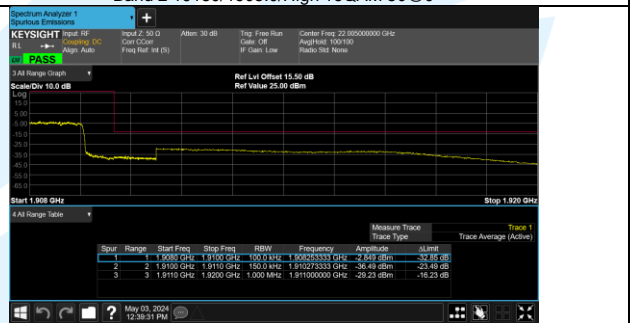 Spectrum Analyzer 1
Spurious Emissions
KEYSIGHT Input: RF Input Z: 50 Ω Atten: 30 dB Trig: Free Run Center Freq: 22.005000000 GHz
R L Coupling: DC Corr CCorr Gate: Off Avg|Hold: 100/100
Align: Auto Freq Ref: Int (S) IF Gain: Low Radio Std: None
PASS
3 All Range Graph
Ref Lvl Offset 15.50 dB
Scale/Div 10.0 dB Ref Value 25.00 dBm
Log
15.0
5.00
-5.00
-15.0
-25.0
-35.0
-45.0
-55.0
-65.0
Start 1.908 GHz Stop 1.920 GHz
4 All Range Table
Measure Trace Trace 1
Trace Type Trace Average (Active)
Spur Range Start Freq Stop Freq RBW Frequency Amplitude ΔLimit
1 1 1.9080 GHz 1.9100 GHz 100.0 kHz 1.908253333 GHz -2.849 dBm -32.85 dB
2 2 1.9100 GHz 1.9110 GHz 150.0 kHz 1.910273333 GHz -36.49 dBm -23.49 dB
3 3 1.9110 GHz 1.9200 GHz 1.000 MHz 1.911000000 GHz -29.23 dBm -16.23 dB
May 03, 2024
12:39:31 PM